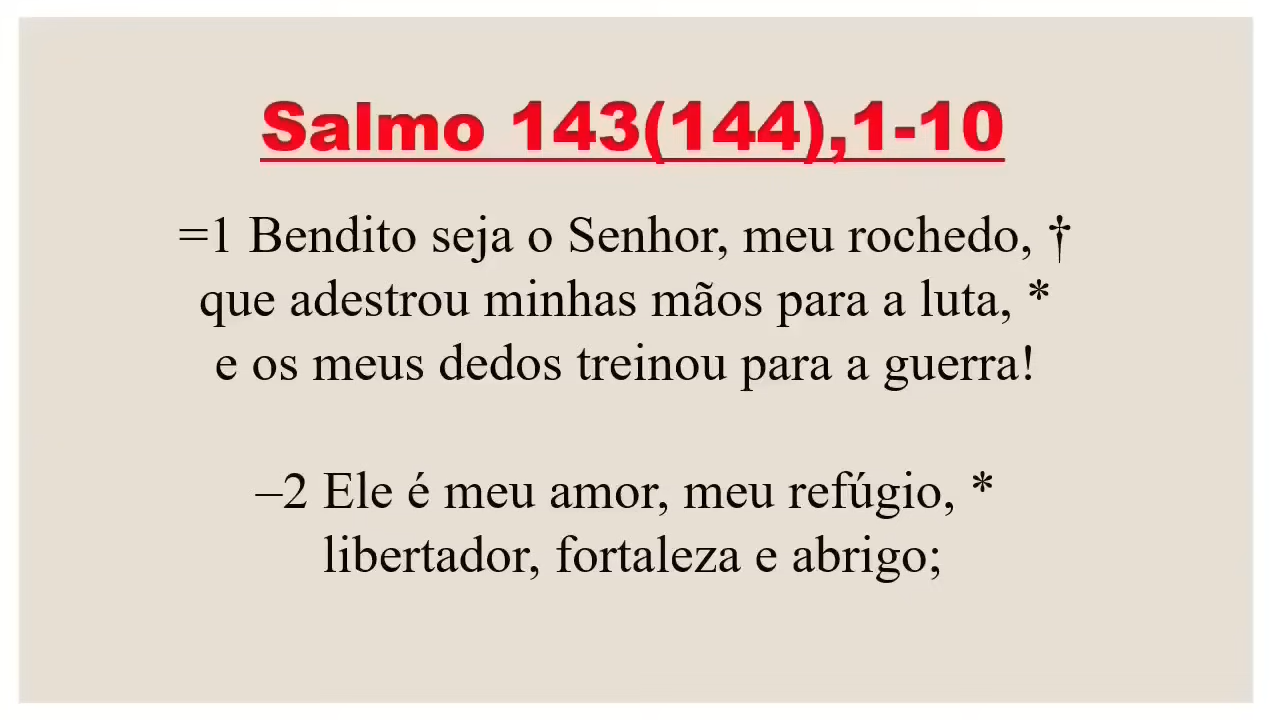 Salmo 143(144),1-10
=1 Bendito seja o Senhor, meu rochedo, †
que adestrou minhas mãos para a luta, *
e os meus dedos treinou para a guerra!
–2 Ele é meu amor, meu refúgio, *
libertador, fortaleza e abrigo;